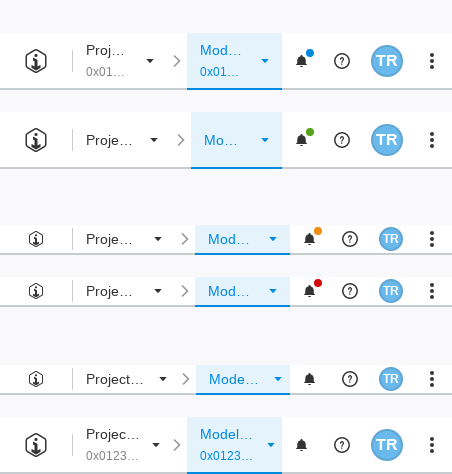 Proj… Mod… TR
0x01… 0x01…
Proje… Mo… TR
Proje… Mod… TR
Proje… Mod… TR
Project… Mode… TR
Projec… Model… TR
0x0123… 0x0123…